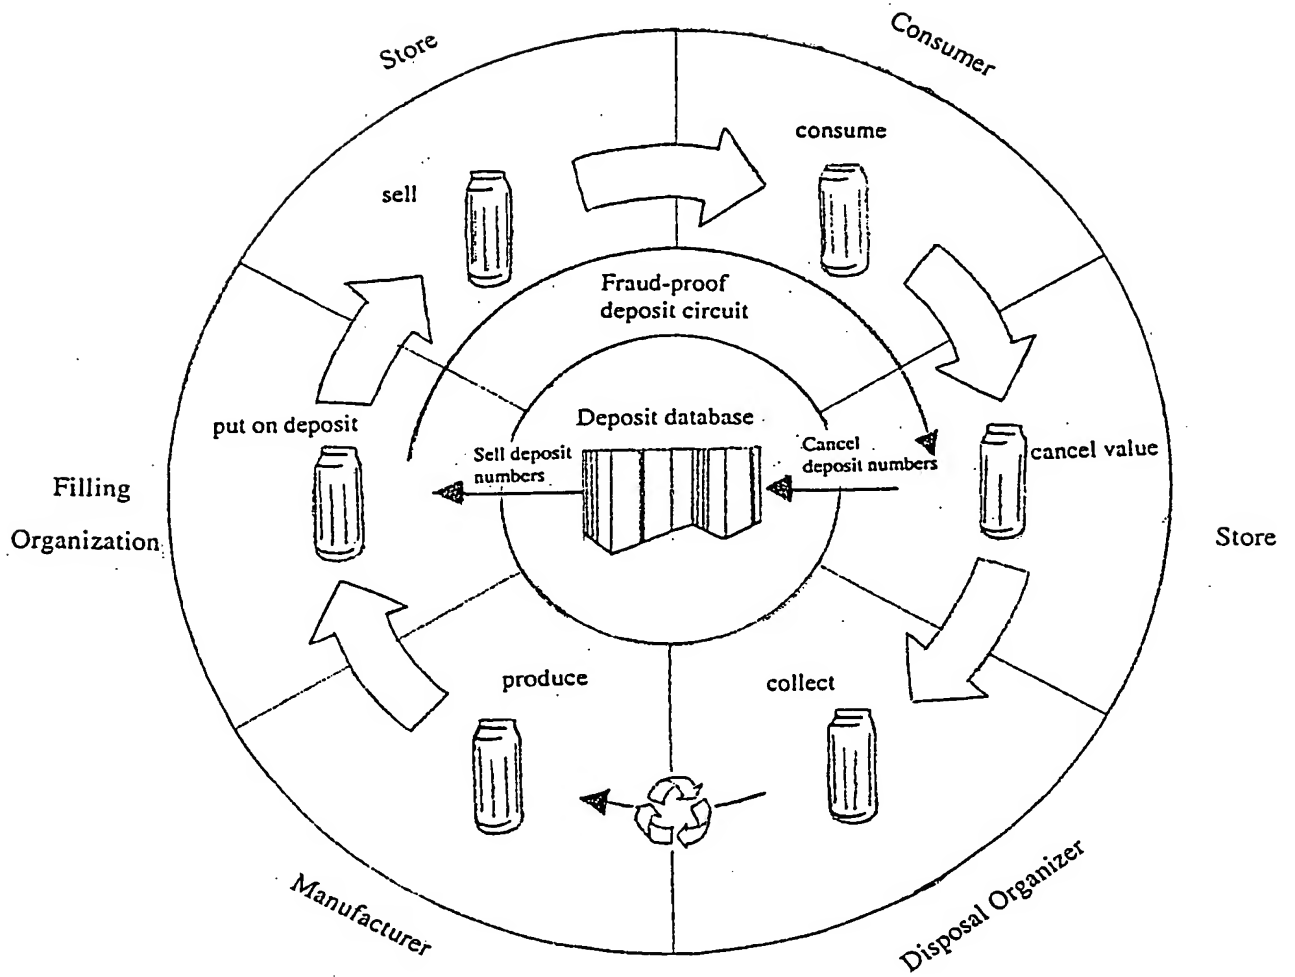 Store
Consumer
consume
sell
Fraud-proof
deposit circuit
put on deposit
Deposit database
Sell deposit
numbers
Cancel
deposit numbers
cancel value
Filling
Organization
Store
produce
collect
Manufacturer
Disposal Organizer